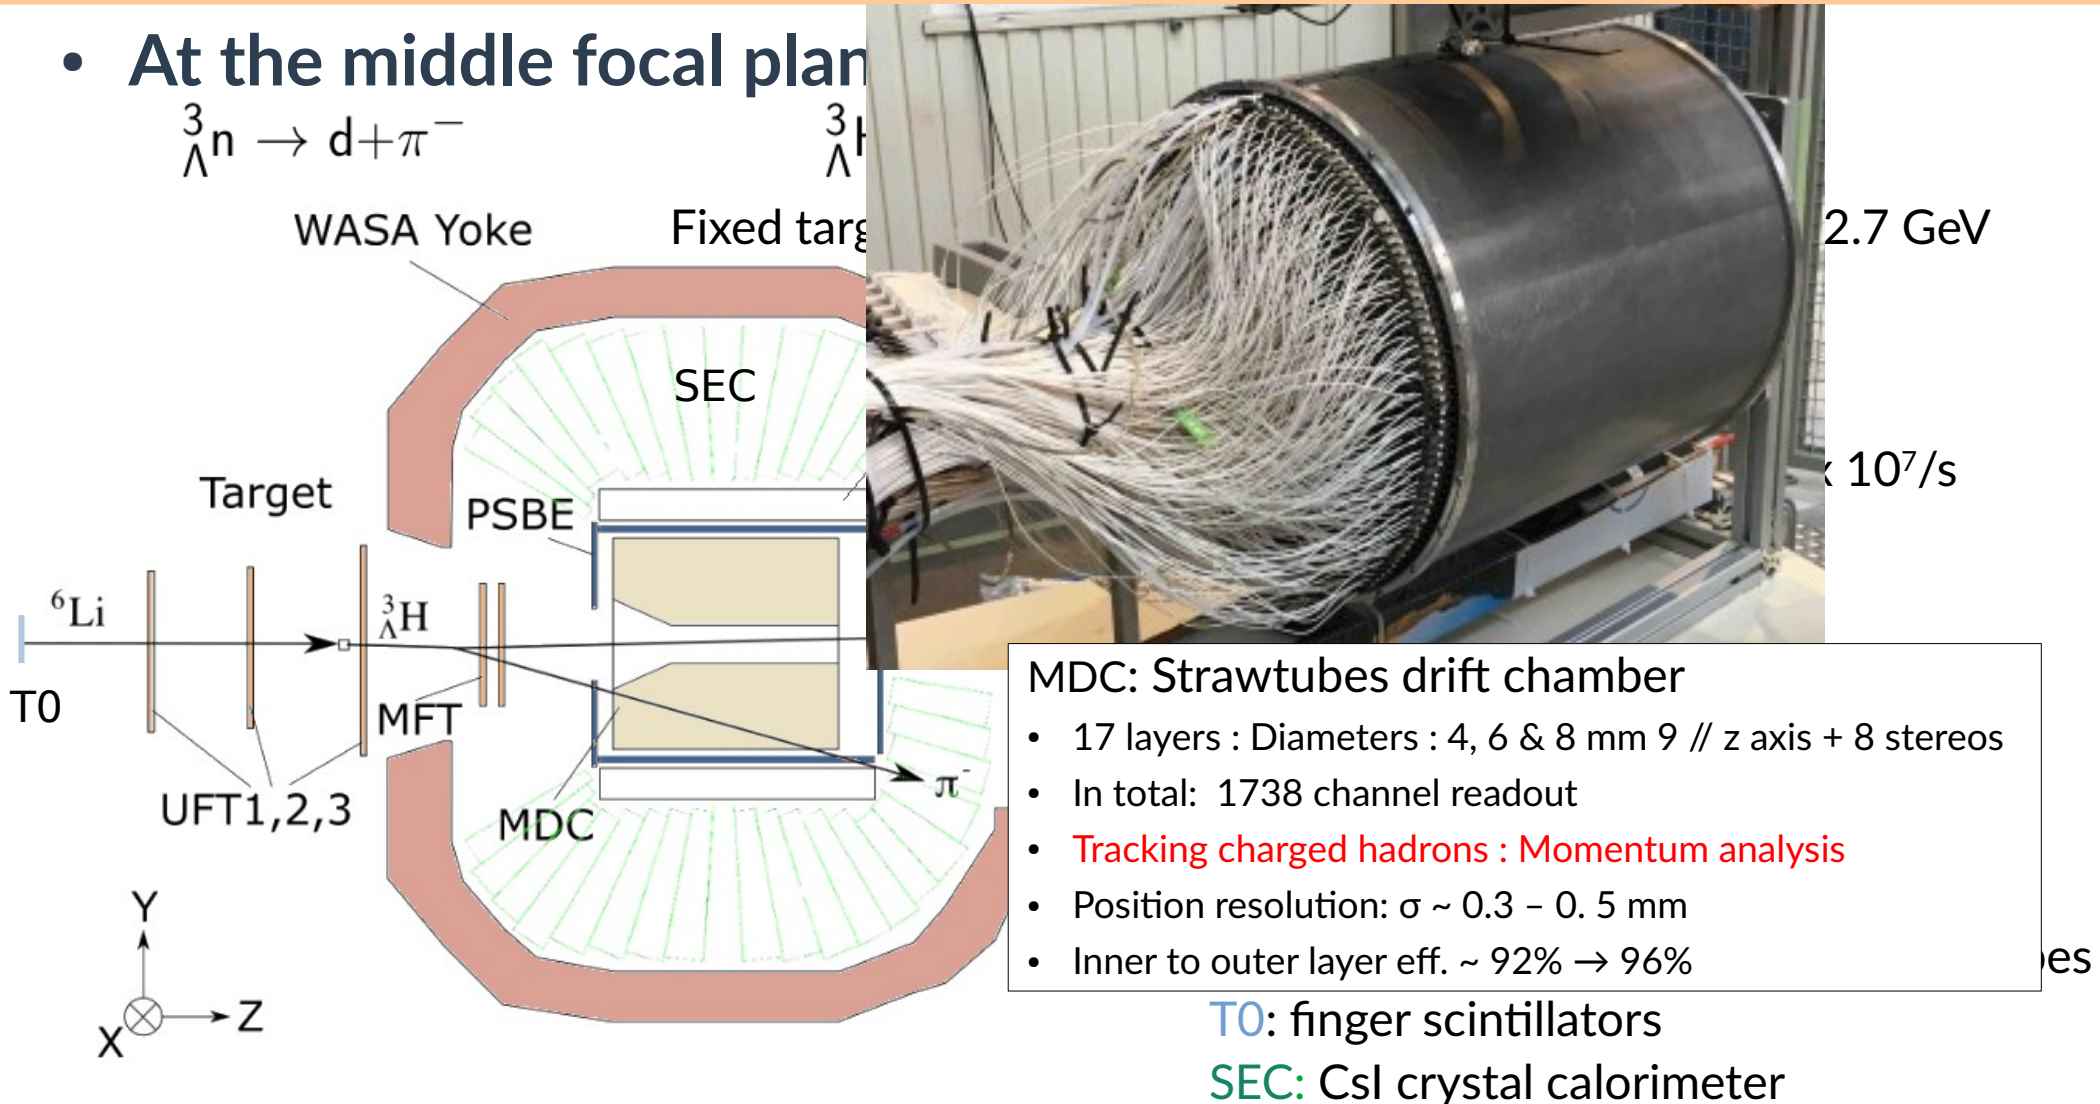 • At the middle focal plan
³Λn → d+π⁻
³Λ
WASA Yoke
Fixed targ
2.7 GeV
SEC
Target
PSBE
x 10⁷/s
⁶Li
³ΛH
T0
MFT
UFT1,2,3
MDC
π⁻
Y
X
Z
MDC: Strawtubes drift chamber
• 17 layers : Diameters : 4, 6 & 8 mm 9 // z axis + 8 stereos
• In total: 1738 channel readout
• Tracking charged hadrons : Momentum analysis
• Position resolution: σ ~ 0.3 – 0. 5 mm
• Inner to outer layer eff. ~ 92% → 96%
es
T0: finger scintillators
SEC: CsI crystal calorimeter